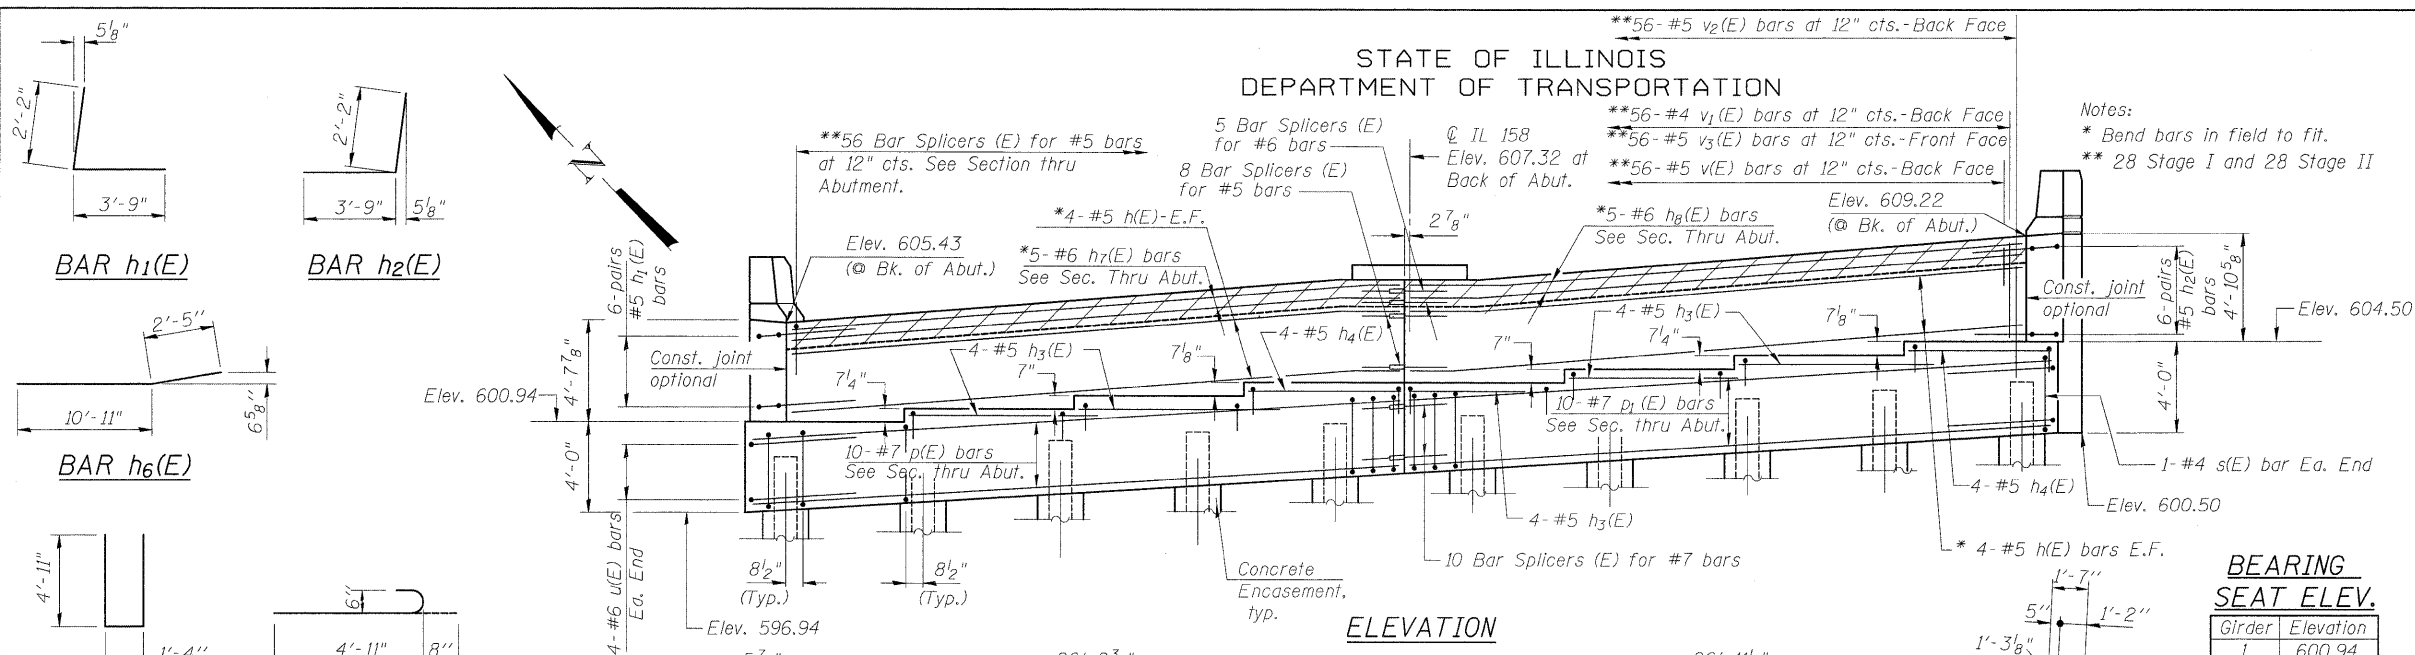 STATE OF ILLINOIS
DEPARTMENT OF TRANSPORTATION
5⅛"
2'-2"
3'-9"
BAR h1(E)
2'-2"
3'-9"
5⅛"
BAR h2(E)
2'-5"
10'-11"
6⅝"
BAR h6(E)
4'-11"
1'-4"
6"
4'-11"
8"
N
**56 Bar Splicers (E) for #5 bars
at 12" cts. See Section thru
Abutment.
5 Bar Splicers (E)
for #6 bars
8 Bar Splicers (E)
for #5 bars
℄ IL 158
Elev. 607.32 at
Back of Abut.
2⅞"
**56-#5 v2(E) bars at 12" cts.-Back Face
**56-#4 v1(E) bars at 12" cts.-Back Face
**56-#5 v3(E) bars at 12" cts.-Front Face
**56-#5 v(E) bars at 12" cts.-Back Face
Notes:
* Bend bars in field to fit.
** 28 Stage I and 28 Stage II
6-pairs
#5 h1(E)
bars
Elev. 605.43
(@ Bk. of Abut.)
*4-#5 h(E)-E.F.
*5-#6 h7(E) bars
See Sec. Thru Abut.
*5-#6 h8(E) bars
See Sec. Thru Abut.
Elev. 609.22
(@ Bk. of Abut.)
Const. joint
optional
6-pairs
#5 h2(E)
bars
4'-10⅝"
Elev. 604.50
Const. joint
optional
4'-7⅞"
Elev. 600.94
4'-0"
4-#5 h3(E)
4-#5 h4(E)
7¼"
7"
7⅛"
4-#5 h3(E)
7"
7¼"
7⅛"
4'-0"
10-#7 p(E) bars
See Sec. thru Abut.
10-#7 p1(E) bars
See Sec. thru Abut.
1-#4 s(E) bar Ea. End
4-#5 h4(E)
4-#5 h3(E)
Elev. 600.50
* 4-#5 h(E) bars E.F.
10 Bar Splicers (E) for #7 bars
4-#6 u(E) bars
Ea. End
8½"
(Typ.)
8½"
(Typ.)
Concrete
Encasement,
typ.
Elev. 596.94
ELEVATION
1'-7"
5"
1'-2"
1'-3⅛"
BEARING
SEAT ELEV.
Girder Elevation
1 600.94